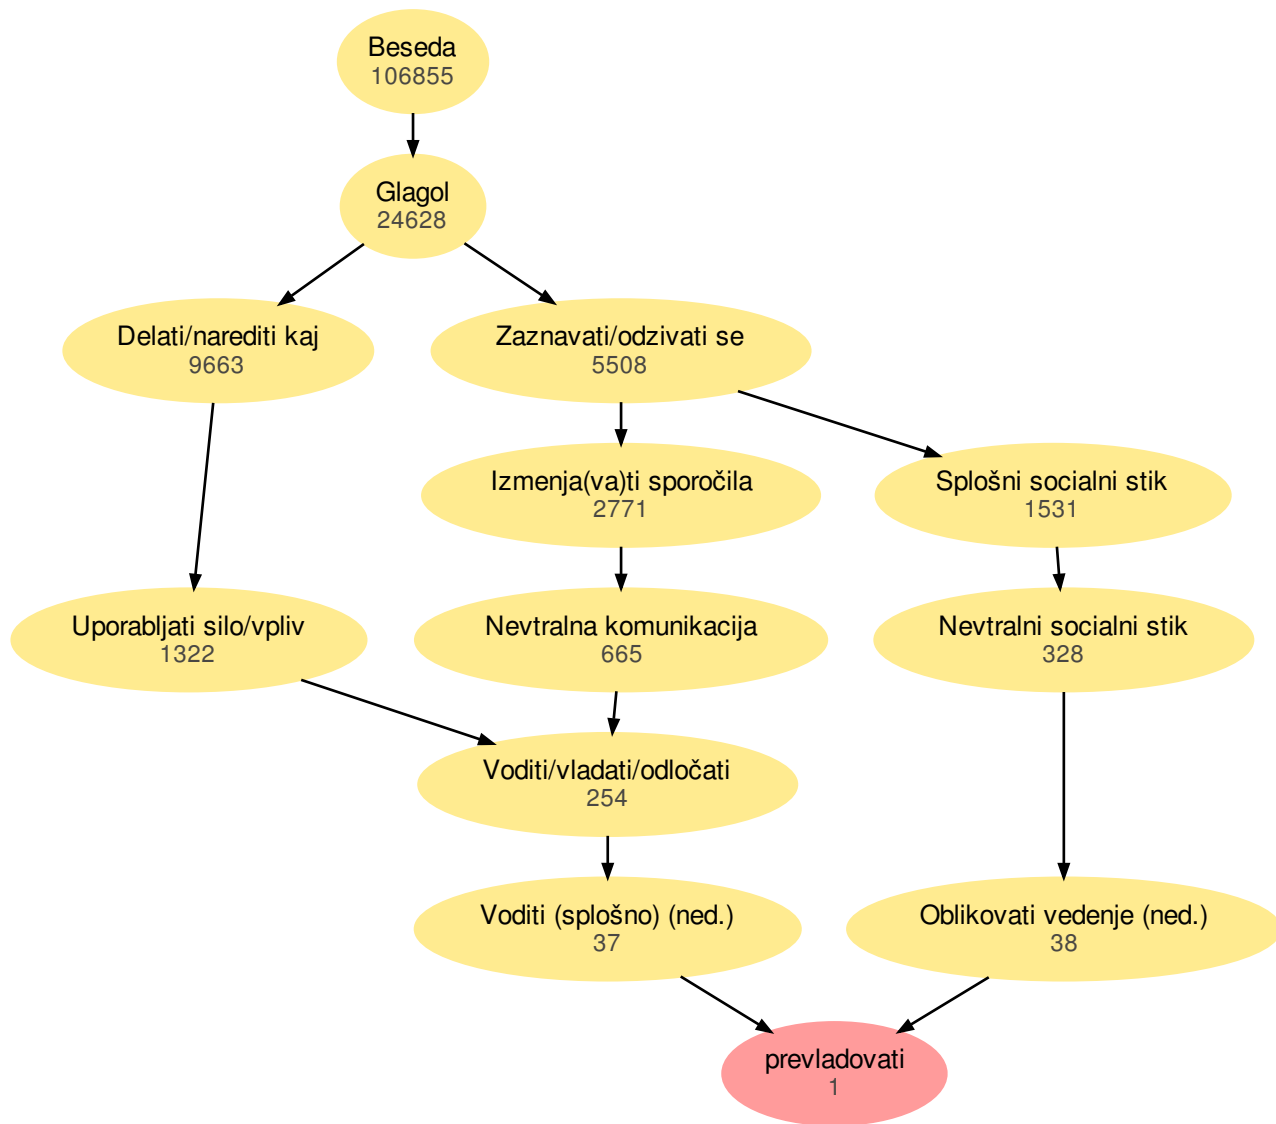 Beseda
106855
Glagol
24628
Delati/narediti kaj
9663
Zaznavati/odzivati se
5508
Izmenja(va)ti sporočila
2771
Splošni socialni stik
1531
Uporabljati silo/vpliv
1322
Nevtralna komunikacija
665
Nevtralni socialni stik
328
Voditi/vladati/odločati
254
Voditi (splošno) (ned.)
37
Oblikovati vedenje (ned.)
38
prevladovati
1